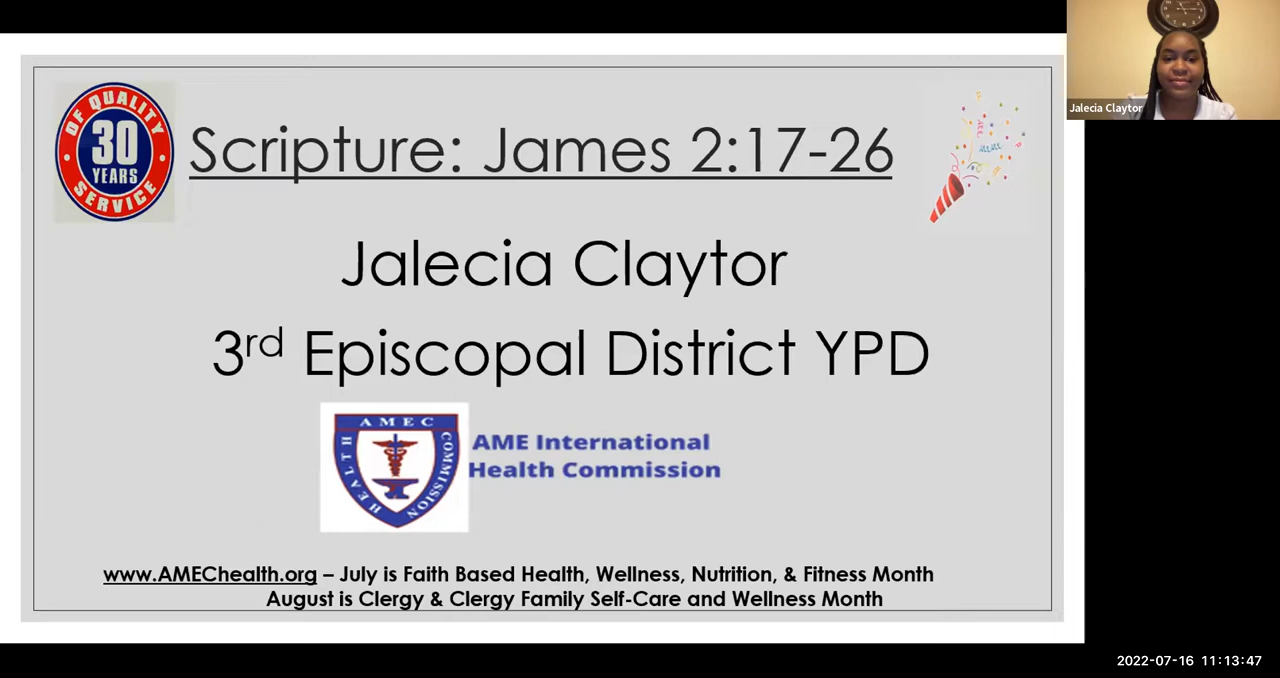 OF QUALITY
30
YEARS
SERVICE
Scripture: James 2:17-26
Jalecia Claytor
3rd Episcopal District YPD
AMEC
HEALTH
COMMISSION
AME International
Health Commission
www.AMEChealth.org – July is Faith Based Health, Wellness, Nutrition, & Fitness Month
August is Clergy & Clergy Family Self-Care and Wellness Month
Jalecia Claytor
2022-07-16 11:13:47